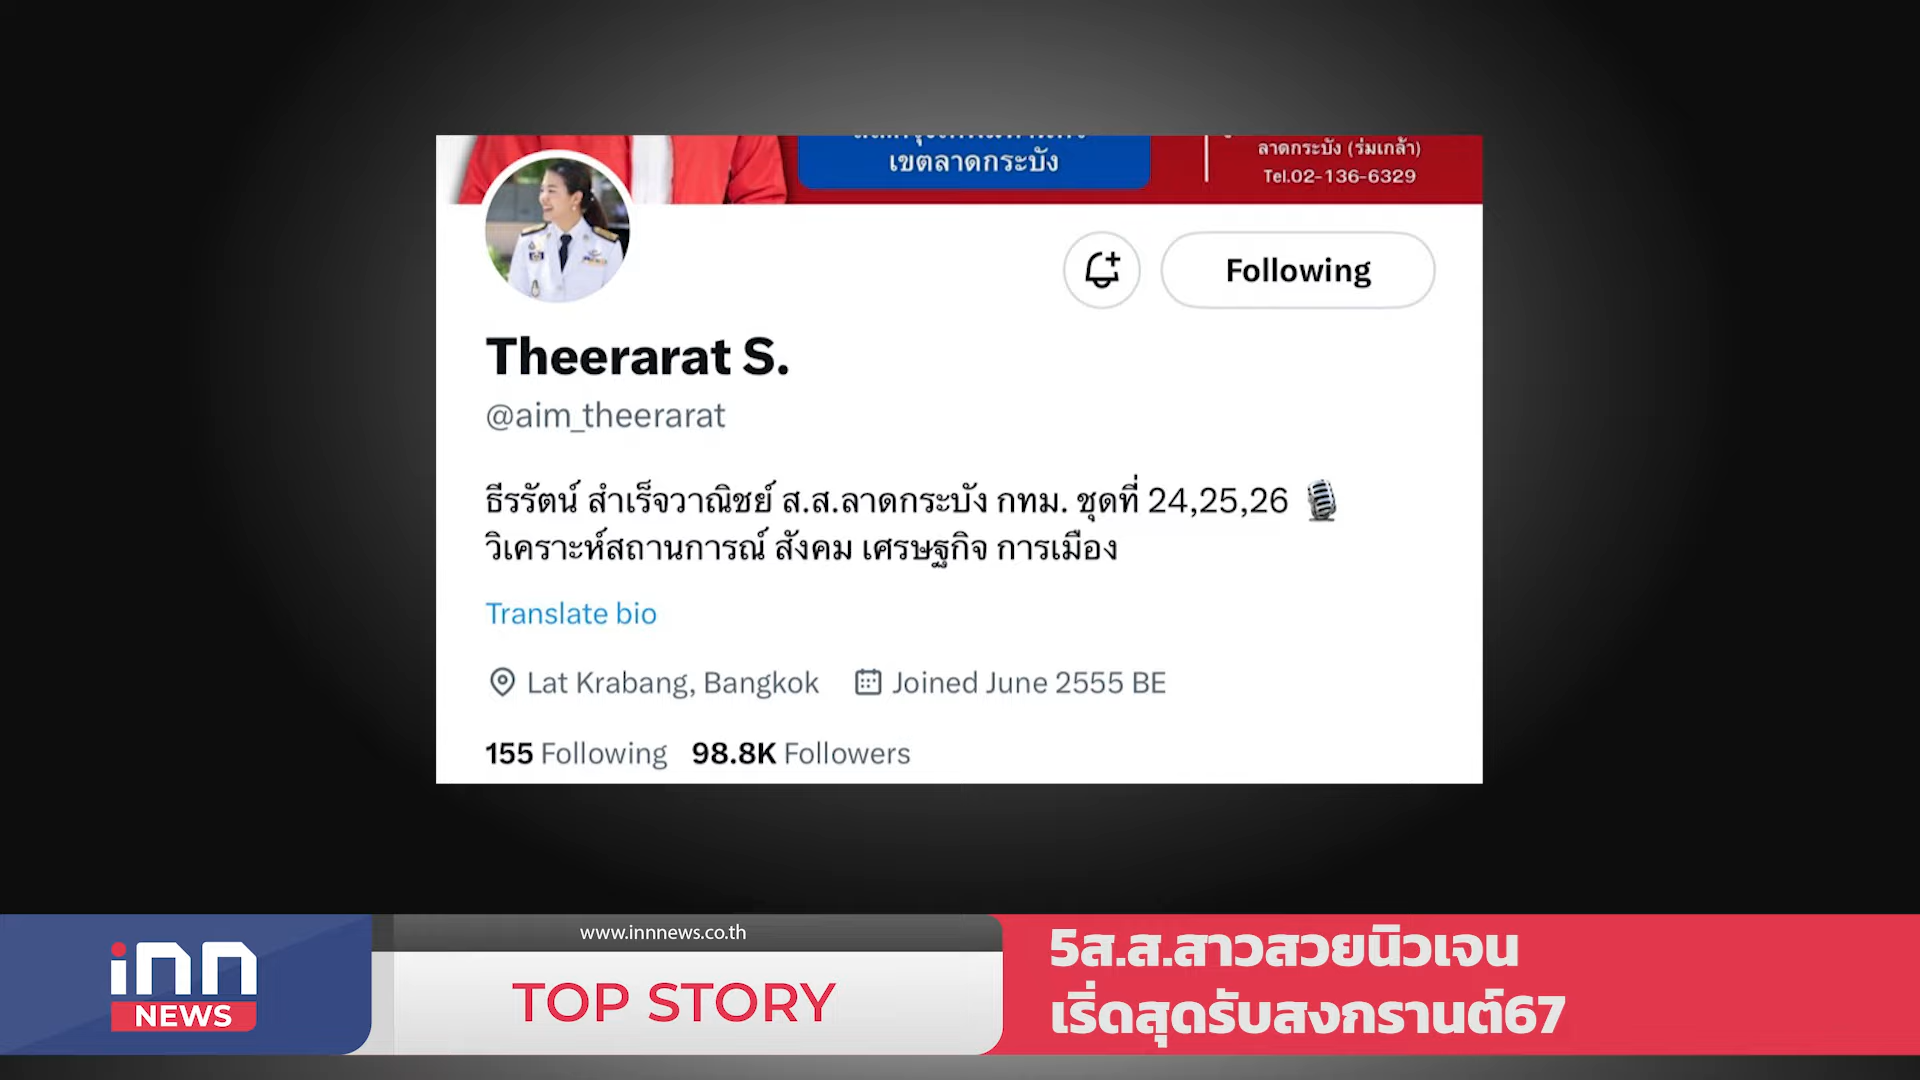 เขตลาดกระบัง
ลาดกระบัง (ร่มเกล้า)
Tel.02-136-6329
Following
Theerarat S.
@aim_theerarat
ธีรรัตน์ สำเร็จวาณิชย์ ส.ส.ลาดกระบัง กทม. ชุดที่ 24,25,26 🎙️
วิเคราะห์สถานการณ์ สังคม เศรษฐกิจ การเมือง
Translate bio
Lat Krabang, Bangkok Joined June 2555 BE
155 Following 98.8K Followers
inn
NEWS
www.innnews.co.th
TOP STORY
5ส.ส.สาวสวยนิวเจน
เริ่ดสุดรับสงกรานต์67